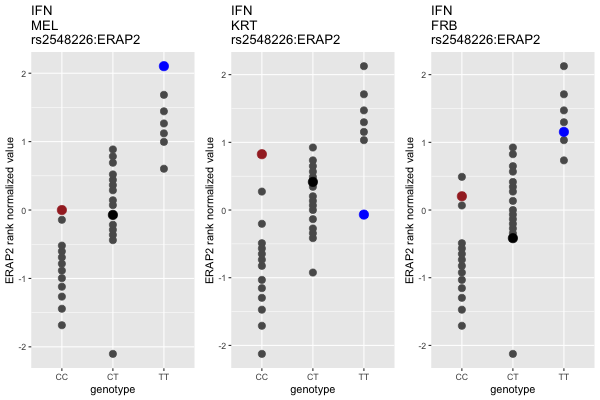 IFN
MEL
rs2548226:ERAP2
ERAP2 rank normalized value
2
1
0
-1
-2
CC
CT
TT
genotype
IFN
KRT
rs2548226:ERAP2
ERAP2 rank normalized value
2
1
0
-1
-2
CC
CT
TT
genotype
IFN
FRB
rs2548226:ERAP2
ERAP2 rank normalized value
2
1
0
-1
-2
CC
CT
TT
genotype